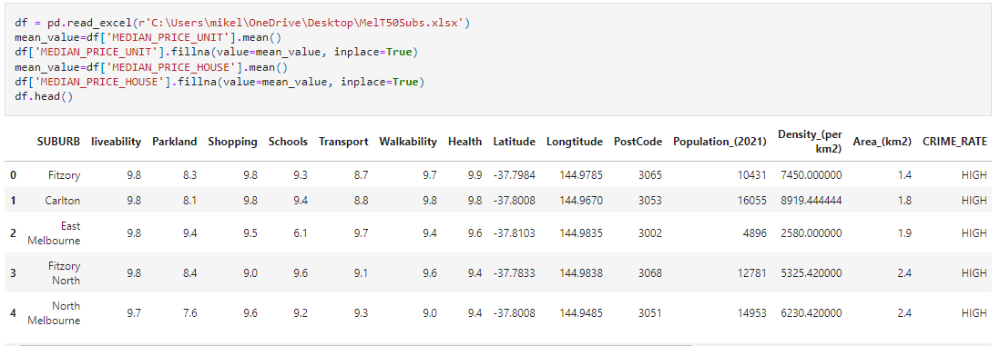 df = pd.read_excel(r'C:\Users\mikel\OneDrive\Desktop\MelT50Subs.xlsx')
mean_value=df['MEDIAN_PRICE_UNIT'].mean()
df['MEDIAN_PRICE_UNIT'].fillna(value=mean_value, inplace=True)
mean_value=df['MEDIAN_PRICE_HOUSE'].mean()
df['MEDIAN_PRICE_HOUSE'].fillna(value=mean_value, inplace=True)
df.head()
SUBURB liveability Parkland Shopping Schools Transport Walkability Health Latitude Longtitude PostCode Population_(2021) Density_(per km2) Area_(km2) CRIME_RATE
0 Fitzory 9.8 8.3 9.8 9.3 8.7 9.7 9.9 -37.7984 144.9785 3065 10431 7450.000000 1.4 HIGH
1 Carlton 9.8 8.1 9.8 9.4 8.8 9.8 9.8 -37.8008 144.9670 3053 16055 8919.444444 1.8 HIGH
2 East Melbourne 9.8 9.4 9.5 6.1 9.7 9.4 9.6 -37.8103 144.9835 3002 4896 2580.000000 1.9 HIGH
3 Fitzory North 9.8 8.4 9.0 9.6 9.1 9.6 9.4 -37.7833 144.9838 3068 12781 5325.420000 2.4 HIGH
4 North Melbourne 9.7 7.6 9.6 9.2 9.3 9.0 9.4 -37.8008 144.9485 3051 14953 6230.420000 2.4 HIGH